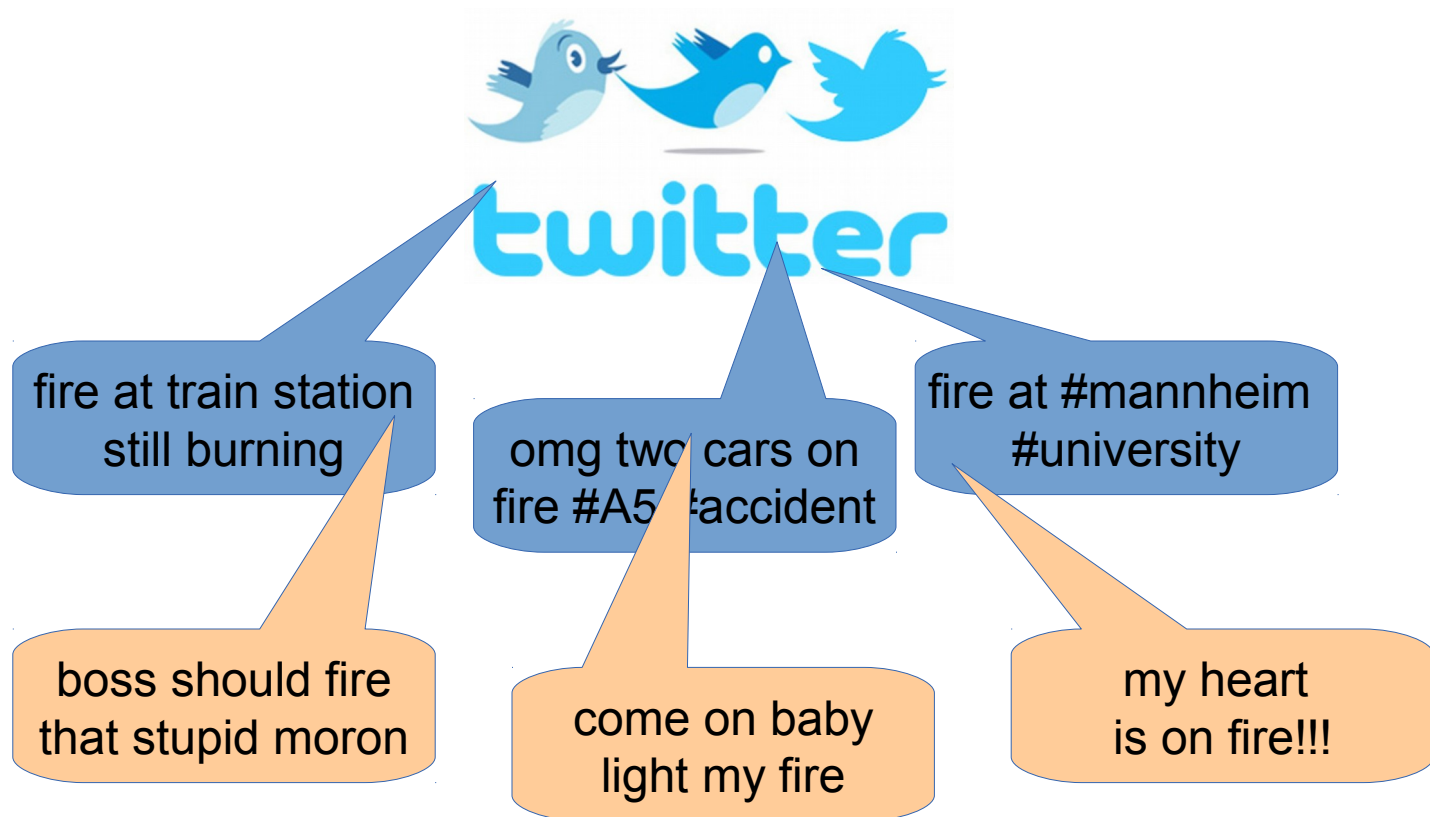 twitter
fire at train station
still burning
omg two cars on
fire #A5 #accident
fire at #mannheim
#university
boss should fire
that stupid moron
come on baby
light my fire
my heart
is on fire!!!